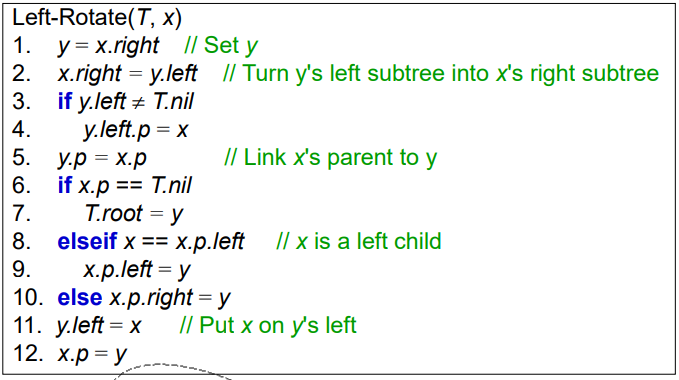 Left-Rotate(T, x)
1. y = x.right // Set y
2. x.right = y.left // Turn y's left subtree into x's right subtree
3. if y.left ≠ T.nil
4. y.left.p = x
5. y.p = x.p // Link x's parent to y
6. if x.p == T.nil
7. T.root = y
8. elseif x == x.p.left // x is a left child
9. x.p.left = y
10. else x.p.right = y
11. y.left = x // Put x on y's left
12. x.p = y